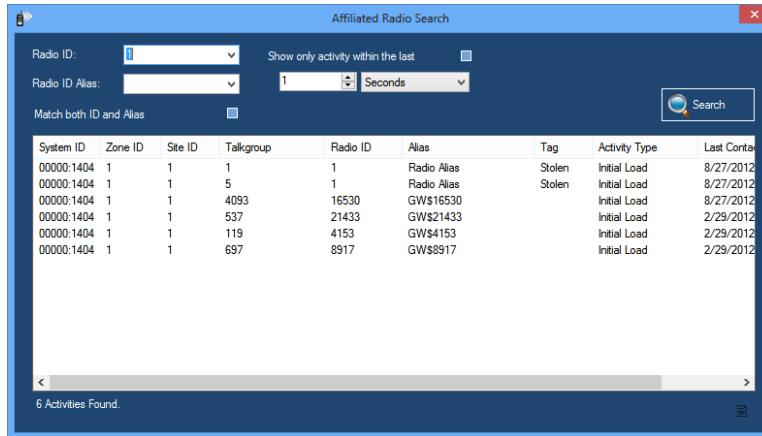 Affiliated Radio Search
Radio ID: 1 Show only activity within the last
Radio ID Alias: 1 Seconds
Match both ID and Alias Search
System ID Zone ID Site ID Talkgroup Radio ID Alias Tag Activity Type Last Conta
00000:1404 1 1 1 1 Radio Alias Stolen Initial Load 8/27/2012
00000:1404 1 1 5 1 Radio Alias Stolen Initial Load 8/27/2012
00000:1404 1 1 4093 16530 GW$16530 Initial Load 8/27/2012
00000:1404 1 1 537 21433 GW$21433 Initial Load 2/29/2012
00000:1404 1 1 119 4153 GW$4153 Initial Load 2/29/2012
00000:1404 1 1 697 8917 GW$8917 Initial Load 2/29/2012
6 Activities Found.